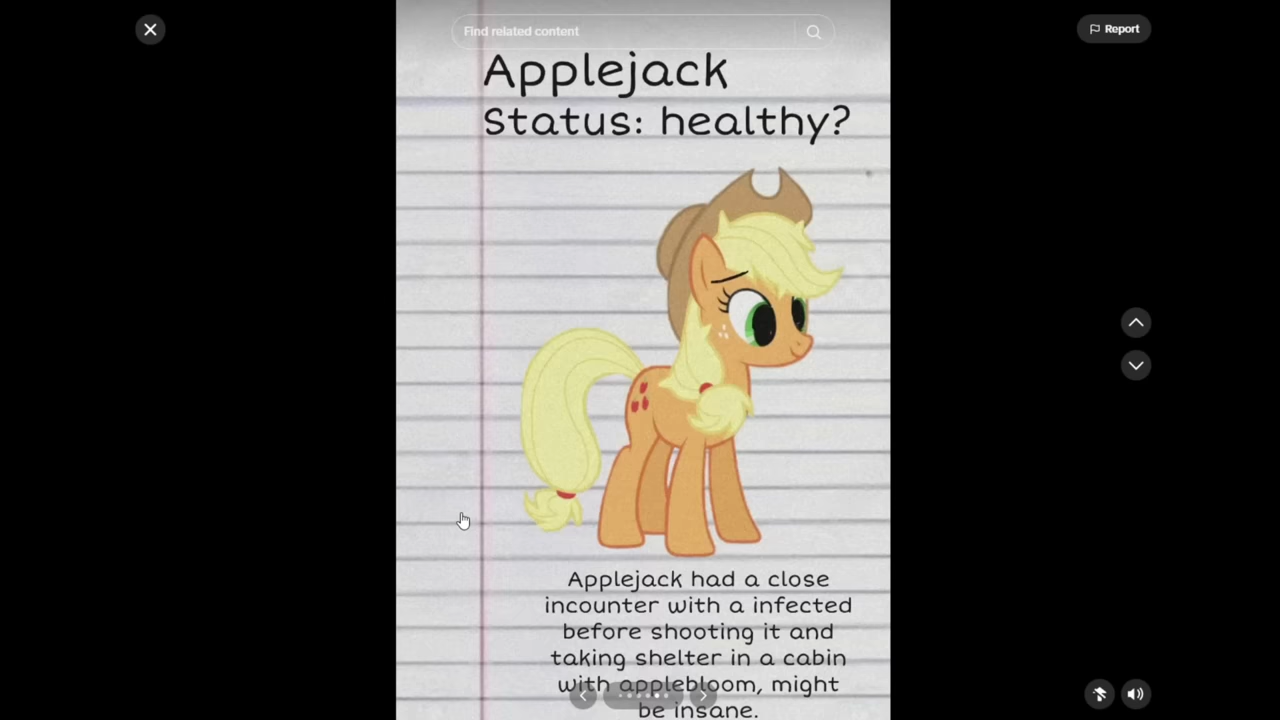 Find related content
Report
Applejack
Status: healthy?
Applejack had a close
incounter with a infected
before shooting it and
taking shelter in a cabin
with applebloom, might
be insane.